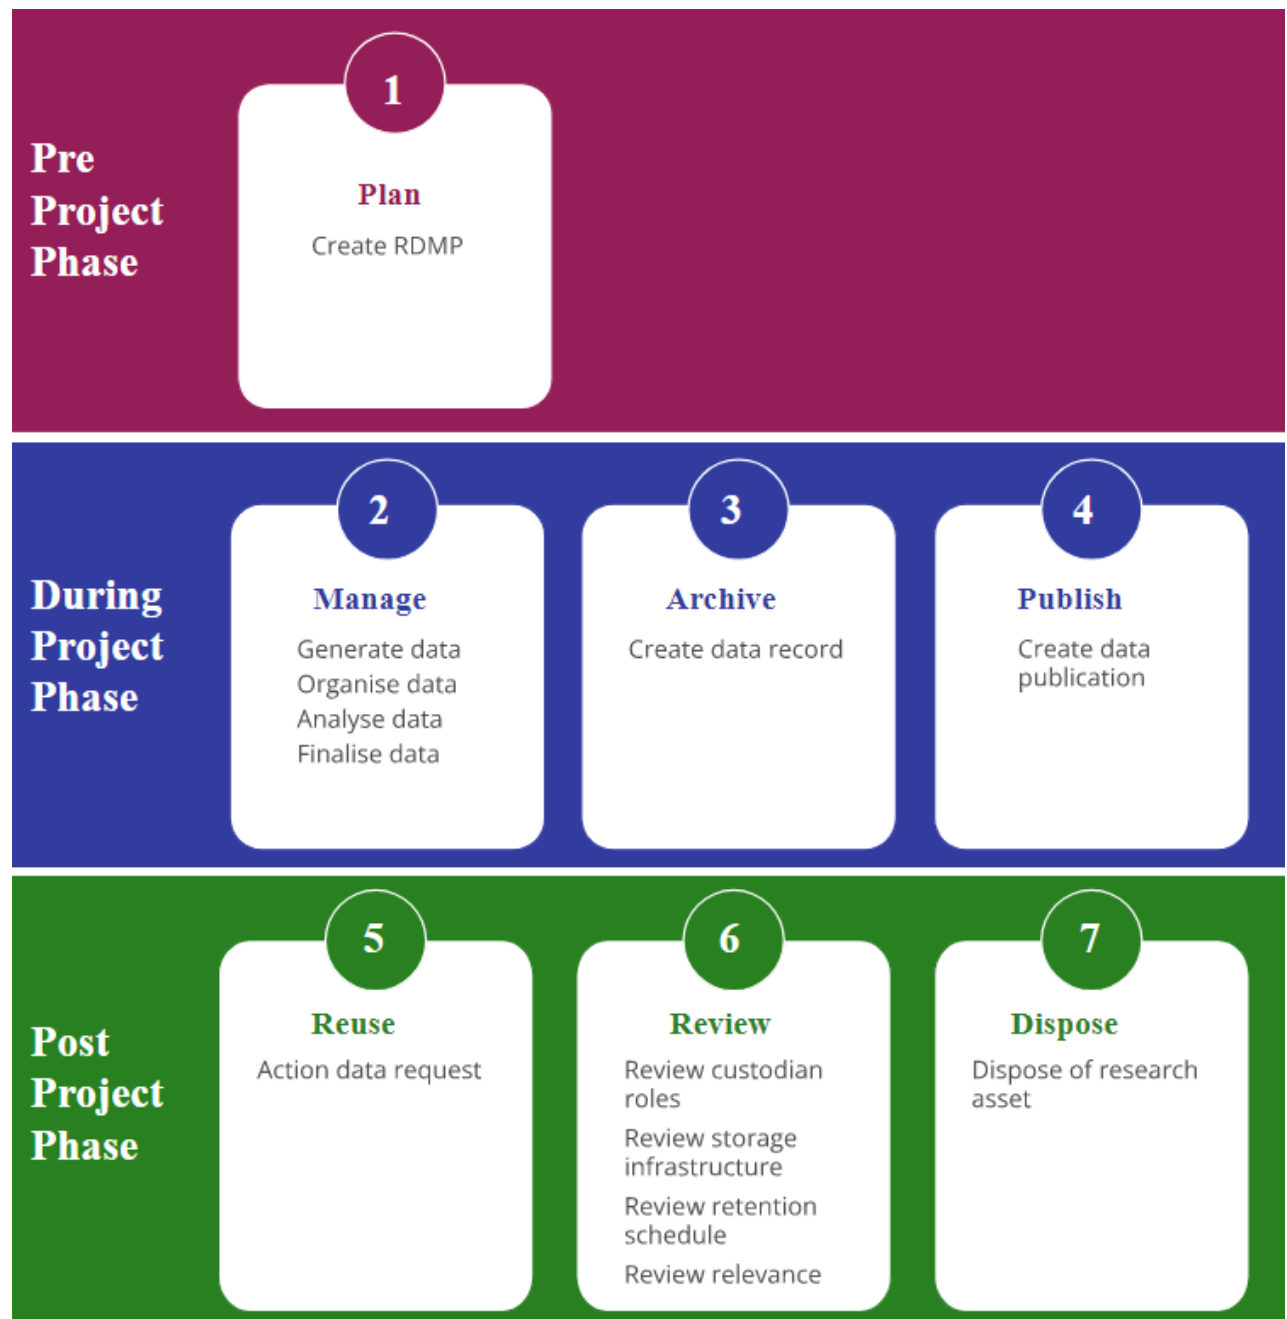 Pre
Project
Phase
1
Plan
Create RDMP
During
Project
Phase
2
Manage
Generate data
Organise data
Analyse data
Finalise data
3
Archive
Create data record
4
Publish
Create data
publication
Post
Project
Phase
5
Reuse
Action data request
6
Review
Review custodian
roles
Review storage
infrastructure
Review retention
schedule
Review relevance
7
Dispose
Dispose of research
asset